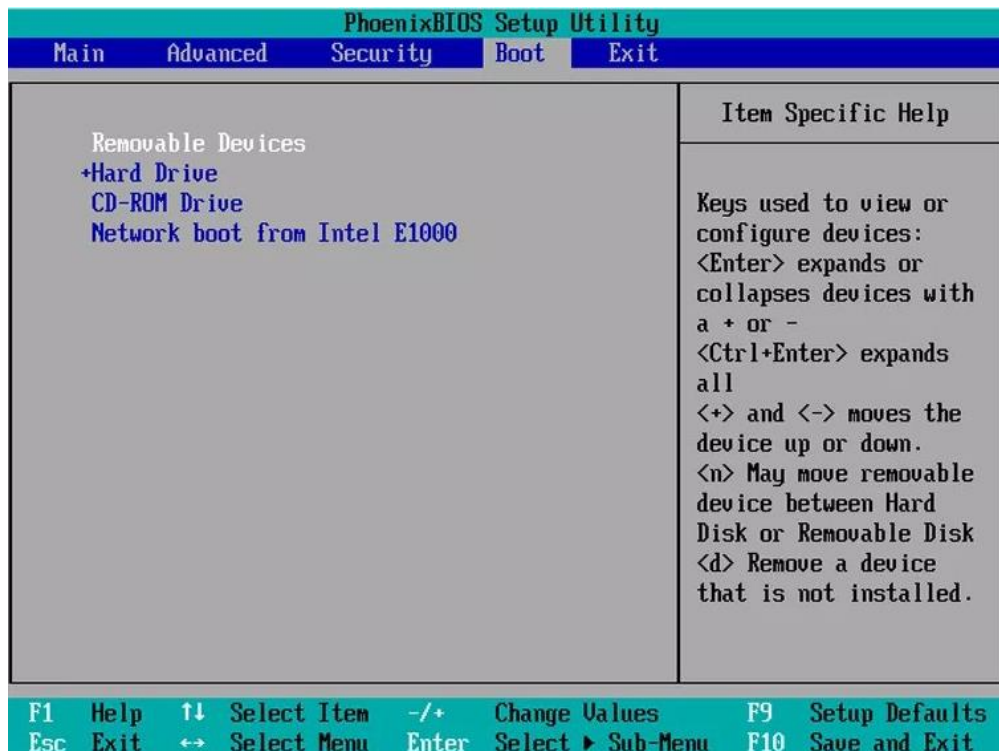 PhoenixBIOS Setup Utility
Main Advanced Security Boot Exit
Removable Devices
+Hard Drive
CD-ROM Drive
Network boot from Intel E1000
Item Specific Help
Keys used to view or
configure devices:
<Enter> expands or
collapses devices with
a + or -
<Ctrl+Enter> expands
all
<+> and <-> moves the
device up or down.
<n> May move removable
device between Hard
Disk or Removable Disk
<d> Remove a device
that is not installed.
F1 Help ↑↓ Select Item -/+ Change Values F9 Setup Defaults
Esc Exit ↔ Select Menu Enter Select ▶ Sub-Menu F10 Save and Exit